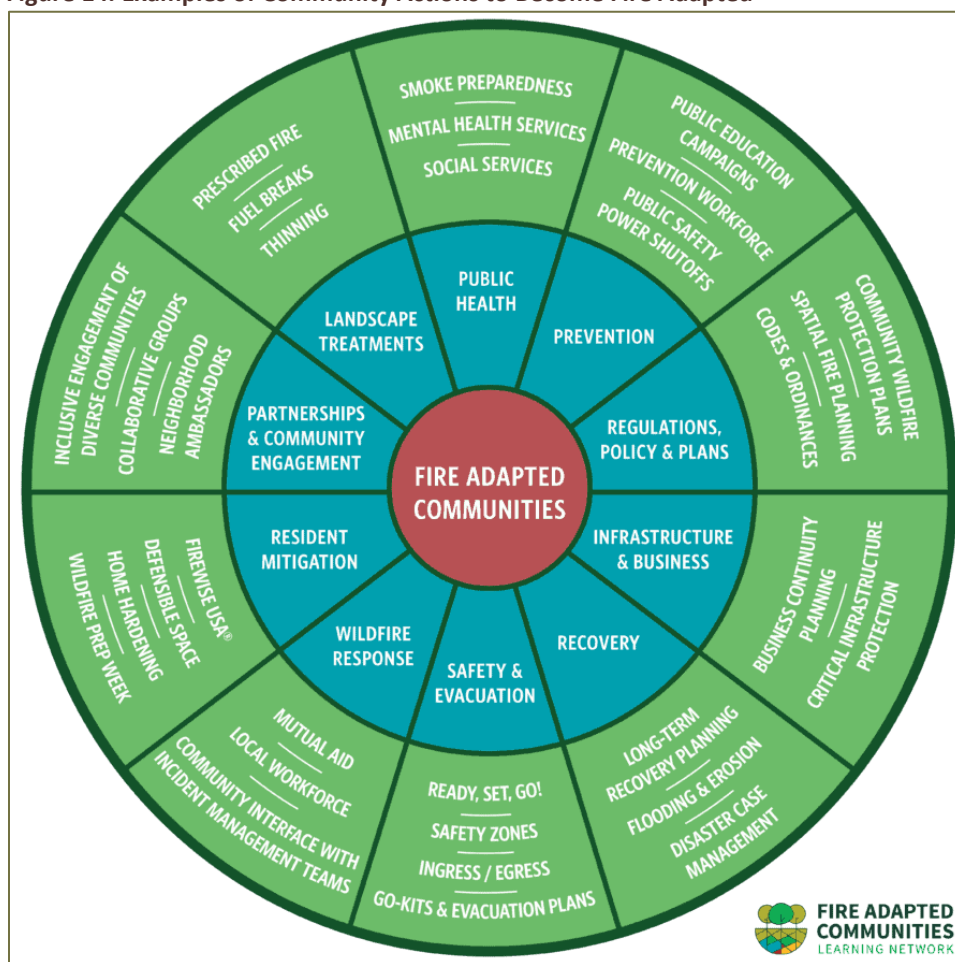 Figure Examples of Community Actions to Become Fire Adapted
FIRE ADAPTED
COMMUNITIES
PUBLIC
HEALTH
SMOKE PREPAREDNESS
MENTAL HEALTH SERVICES
SOCIAL SERVICES
PREVENTION
PUBLIC EDUCATION
CAMPAIGNS
PREVENTION WORKFORCE
PUBLIC SAFETY
POWER SHUTOFFS
REGULATIONS,
POLICY & PLANS
COMMUNITY WILDFIRE
PROTECTION PLANS
SPATIAL FIRE PLANNING
CODES & ORDINANCES
INFRASTRUCTURE
& BUSINESS
BUSINESS CONTINUITY
PLANNING
CRITICAL INFRASTRUCTURE
PROTECTION
RECOVERY
LONG-TERM
RECOVERY PLANNING
FLOODING & EROSION
DISASTER CASE
MANAGEMENT
SAFETY &
EVACUATION
READY, SET, GO!
SAFETY ZONES
INGRESS / EGRESS
GO-KITS & EVACUATION PLANS
WILDFIRE
RESPONSE
MUTUAL AID
LOCAL WORKFORCE
COMMUNITY INTERFACE WITH
INCIDENT MANAGEMENT TEAMS
RESIDENT
MITIGATION
FIREWISE USA®
DEFENSIBLE SPACE
HOME HARDENING
WILDFIRE PREP WEEK
PARTNERSHIPS
& COMMUNITY
ENGAGEMENT
INCLUSIVE ENGAGEMENT OF
DIVERSE COMMUNITIES
COLLABORATIVE GROUPS
NEIGHBORHOOD
AMBASSADORS
LANDSCAPE
TREATMENTS
PRESCRIBED FIRE
FUEL BREAKS
THINNING
FIRE ADAPTED
COMMUNITIES
LEARNING NETWORK